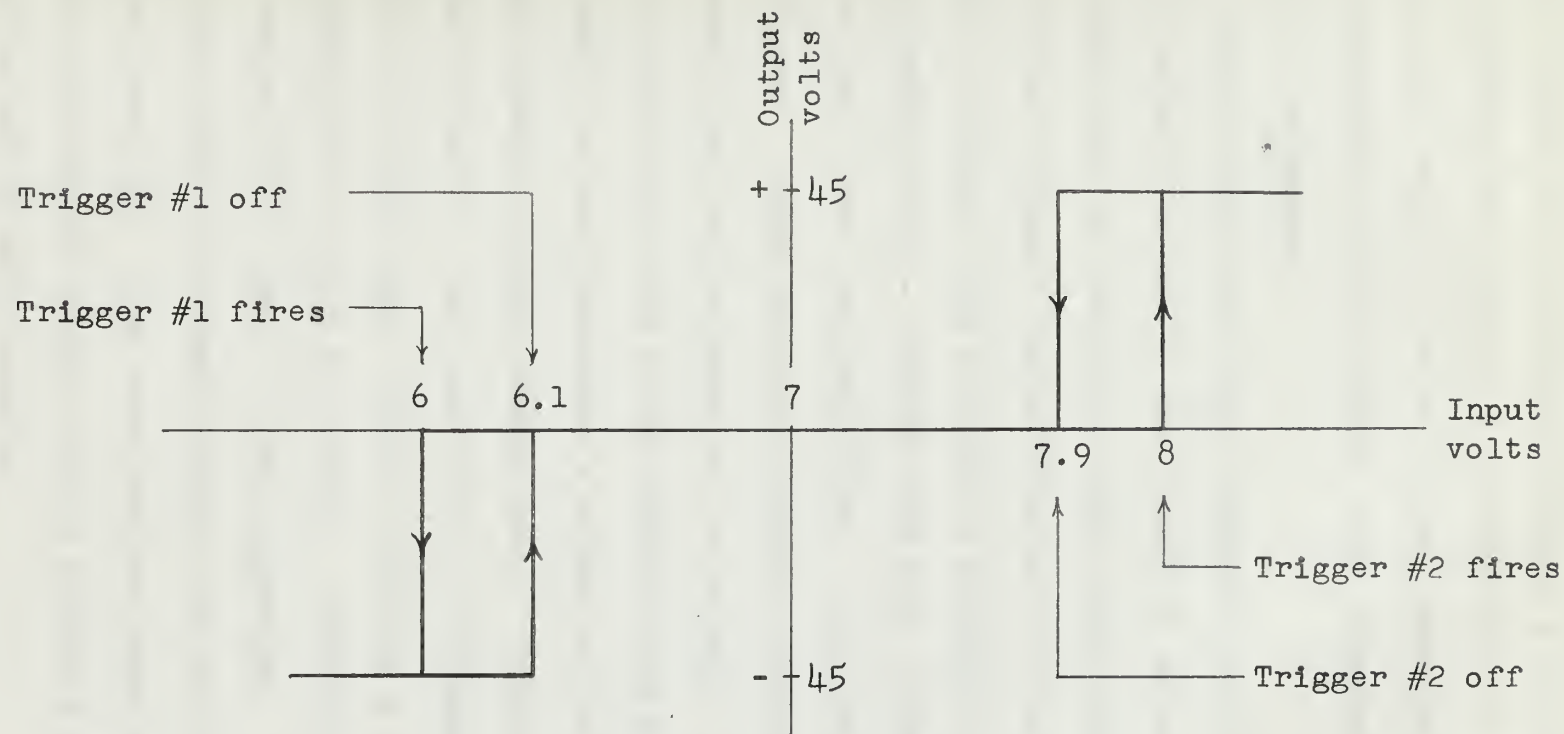 Output
volts
Trigger #1 off
+ 45
Trigger #1 fires
6
6.1
7
Input
volts
7.9
8
Trigger #2 fires
- 45
Trigger #2 off